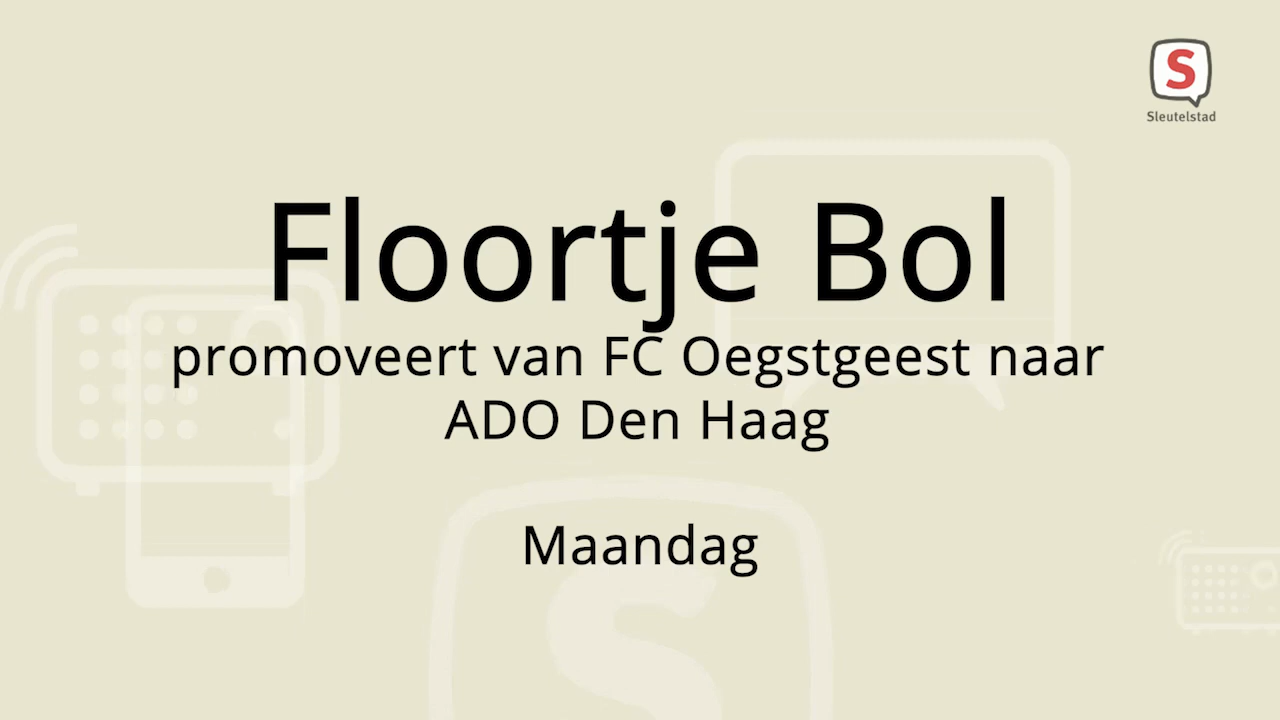 S
Sleutelstad
Floortje Bol
promoveert van FC Oegstgeest naar
ADO Den Haag
Maandag